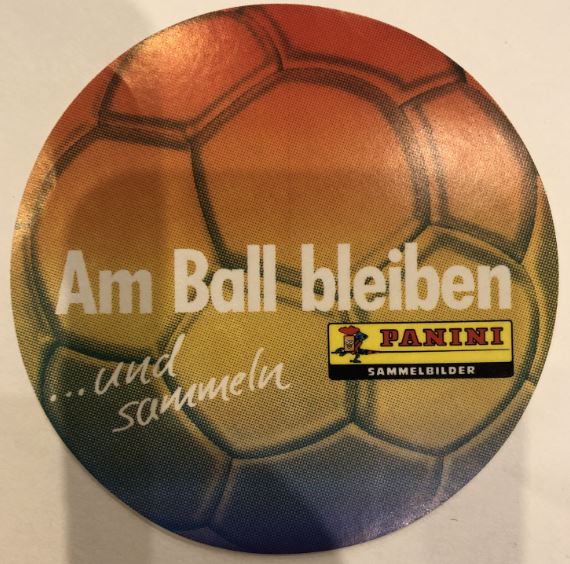 Am Ball bleiben
...und
sammeln
PANINI
SAMMELBILDER